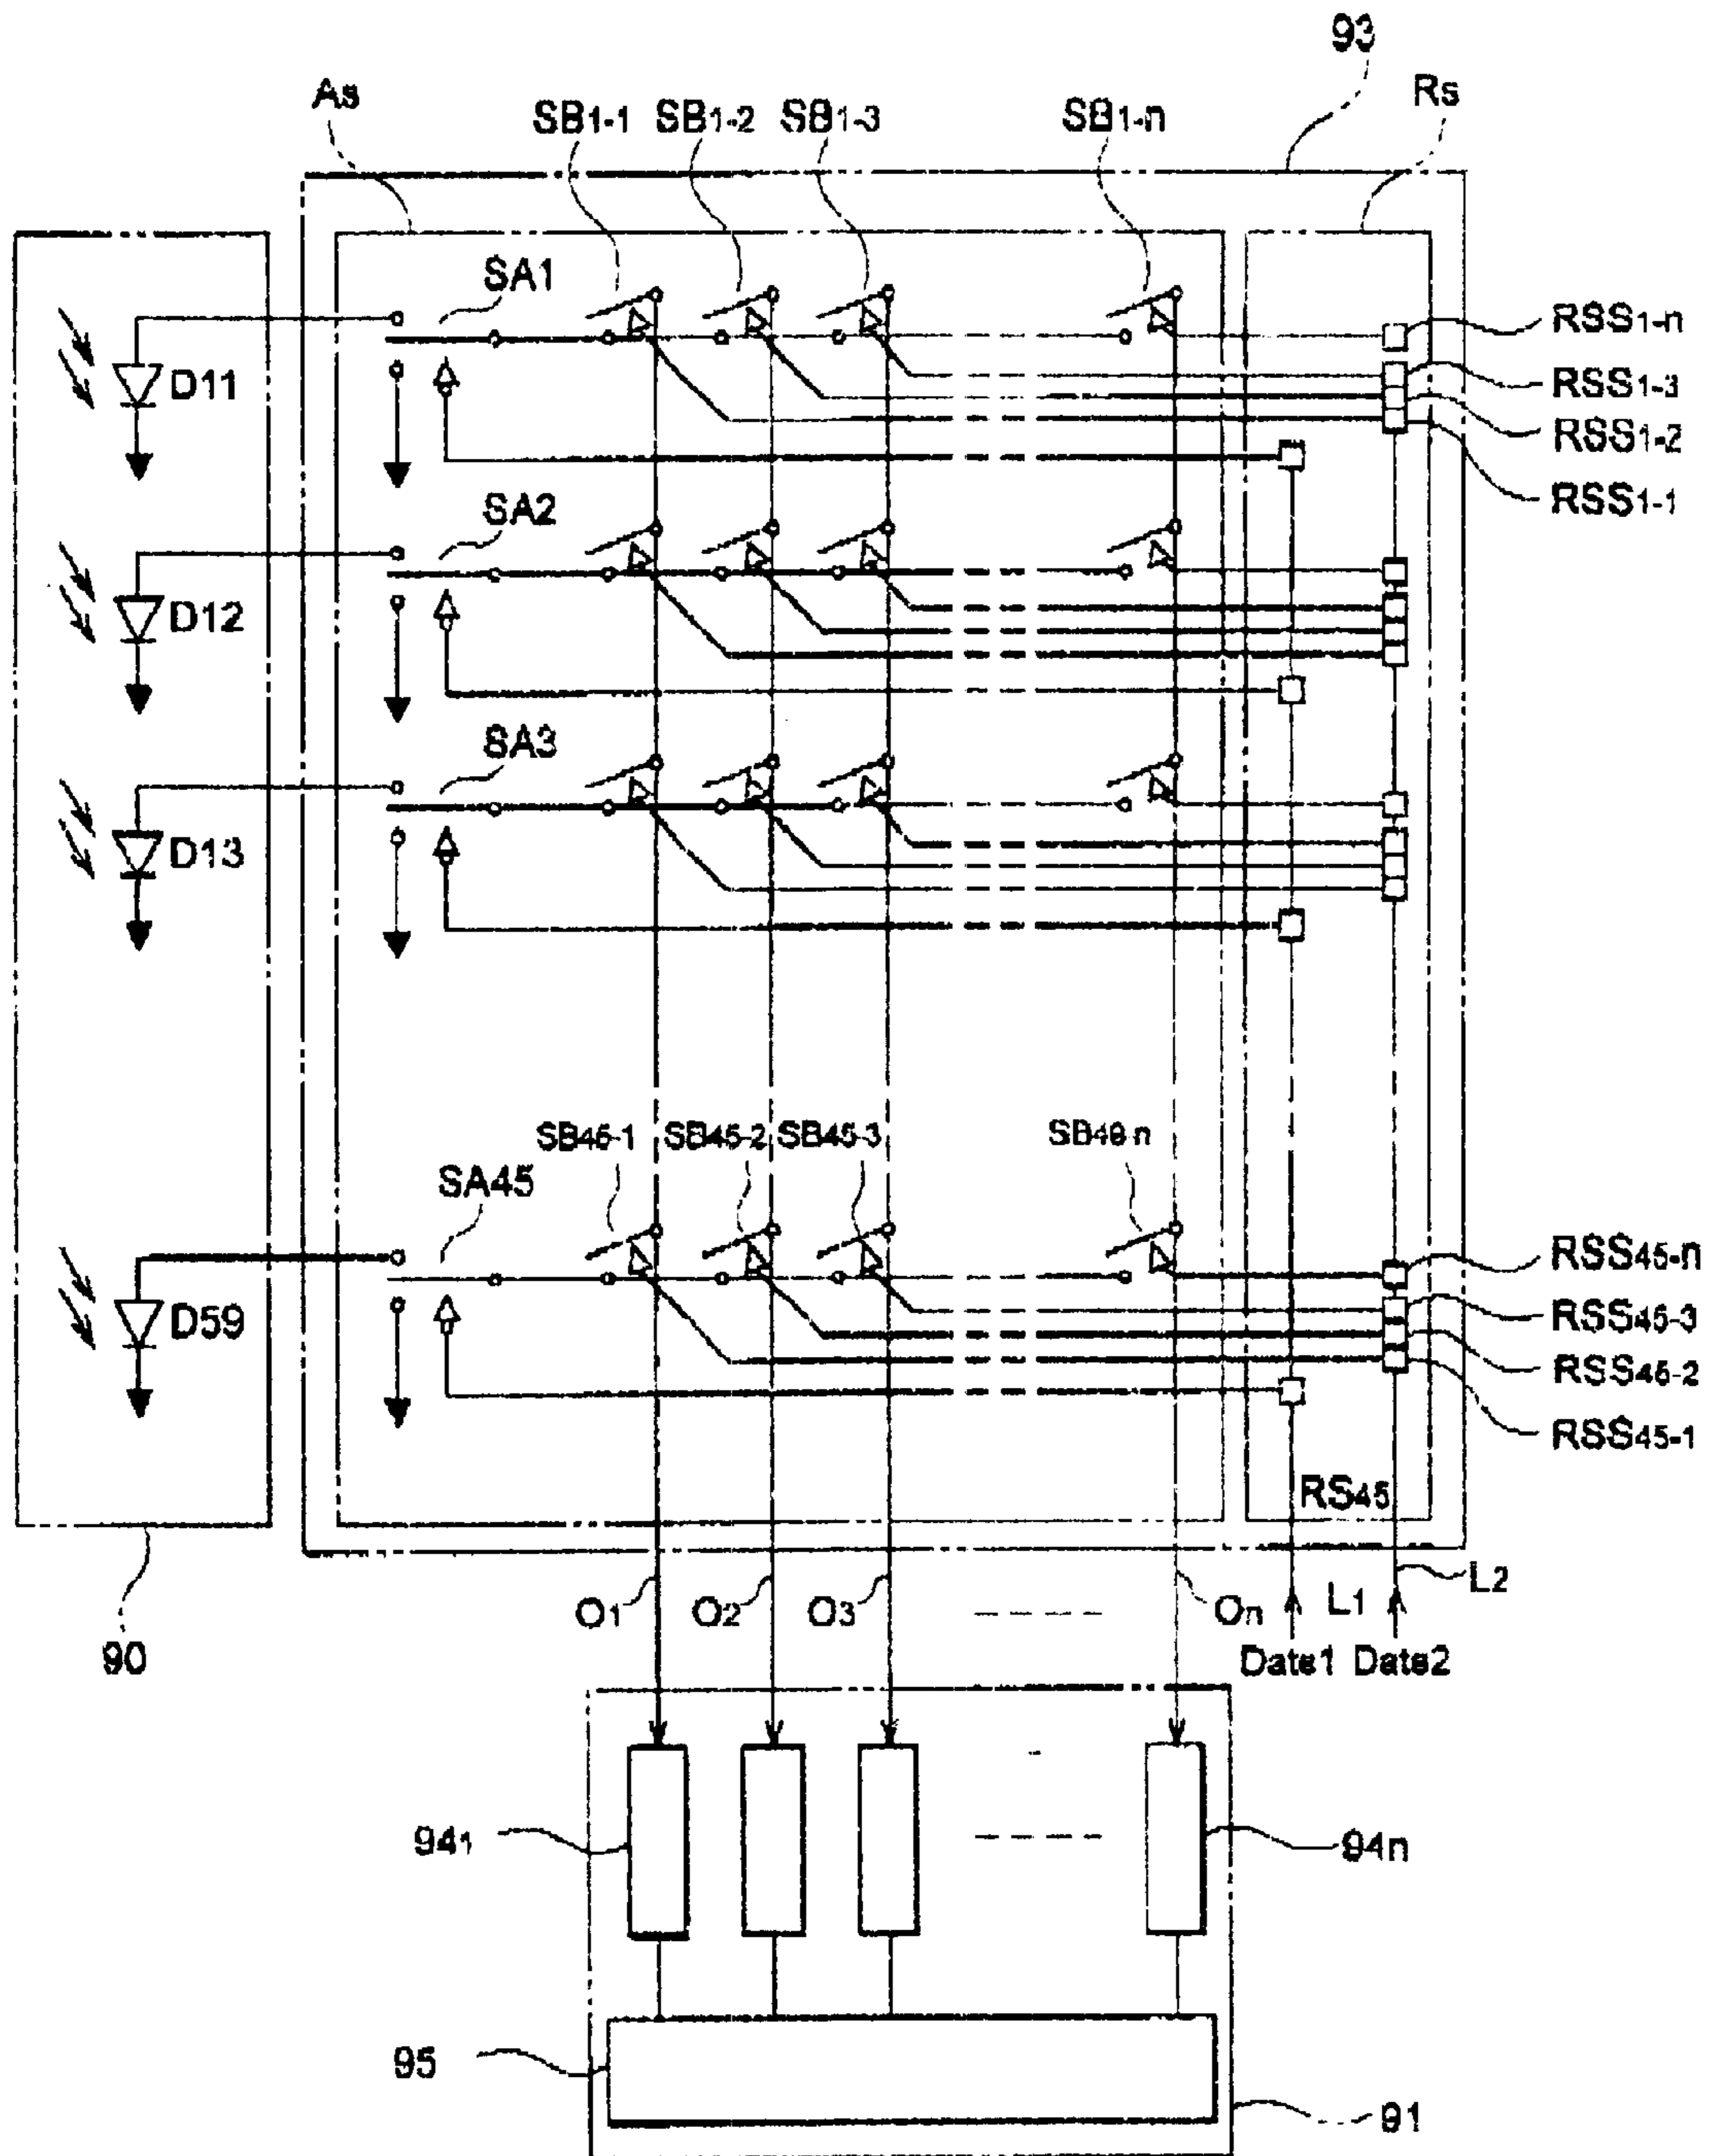 93
As
SB1-1 SB1-2 SB1-3 SB1-n
Rs
SA1
D11
RSS1-n
RSS1-3
RSS1-2
RSS1-1
SA2
D12
SA3
D13
SB45-1 SB45-2 SB45-3 SB49-n
SA45
D59
RSS45-n
RSS45-3
RSS45-2
RSS45-1
RS45
90
O1 O2 O3 On L1 L2
Date1 Date2
941 94n
95
91